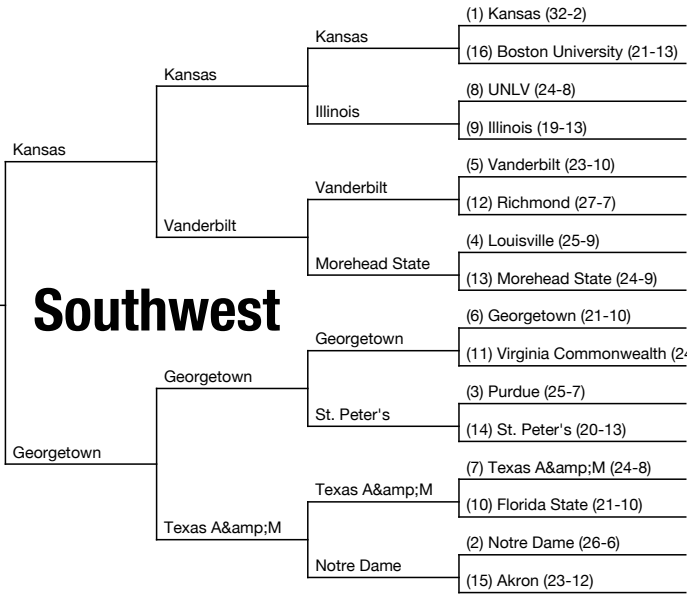 (1) Kansas (32-2)
Kansas
(16) Boston University (21-13)
Kansas
(8) UNLV (24-8)
Illinois
(9) Illinois (19-13)
Kansas
(5) Vanderbilt (23-10)
Vanderbilt
(12) Richmond (27-7)
Vanderbilt
(4) Louisville (25-9)
Morehead State
(13) Morehead State (24-9)
Southwest
(6) Georgetown (21-10)
Georgetown
(11) Virginia Commonwealth (24
Georgetown
(3) Purdue (25-7)
St. Peter's
(14) St. Peter's (20-13)
Georgetown
(7) Texas A&amp;M (24-8)
Texas A&amp;M
(10) Florida State (21-10)
Texas A&amp;M
(2) Notre Dame (26-6)
Notre Dame
(15) Akron (23-12)